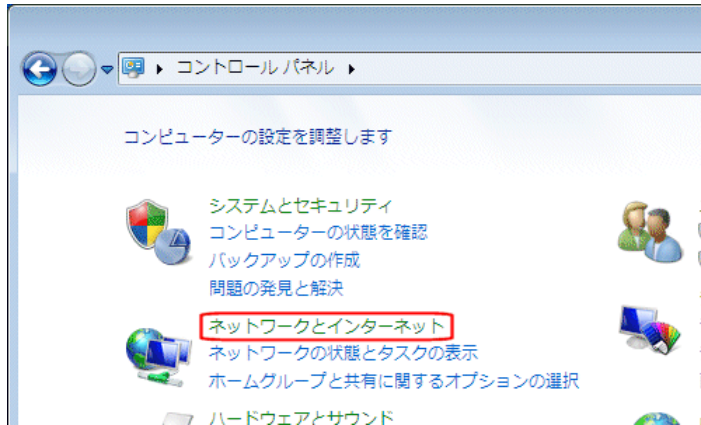 コントロール パネル
コンピューターの設定を調整します
システムとセキュリティ
コンピューターの状態を確認
バックアップの作成
問題の発見と解決
ネットワークとインターネット
ネットワークの状態とタスクの表示
ホームグループと共有に関するオプションの選択
ハードウェアとサウンド